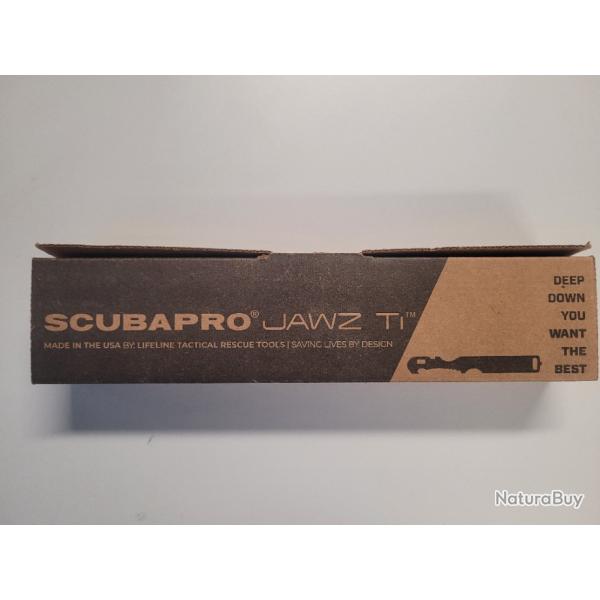 SCUBAPRO® JAWZ Ti™
MADE IN THE USA BY: LIFELINE TACTICAL RESCUE TOOLS | SAVING LIVES BY DESIGN
DEEP
DOWN
YOU
WANT
THE
BEST
NaturaBuy